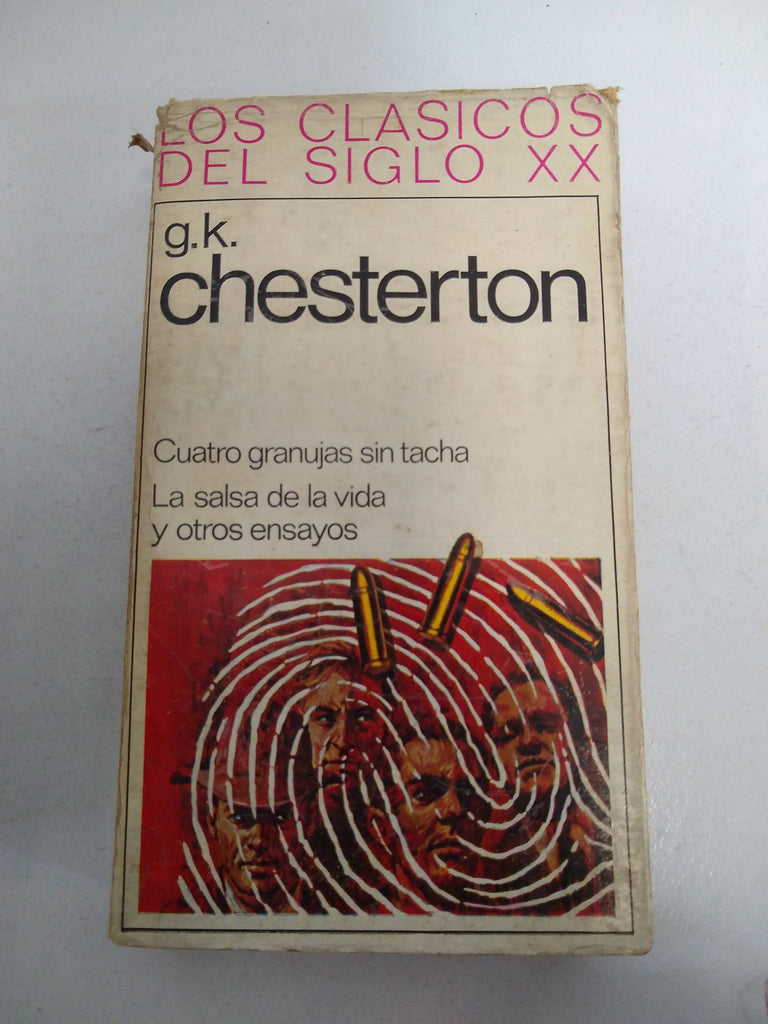 LOS CLASICOS
DEL SIGLO XX
g.k.
chesterton
Cuatro granujas sin tacha
La salsa de la vida
y otros ensayos